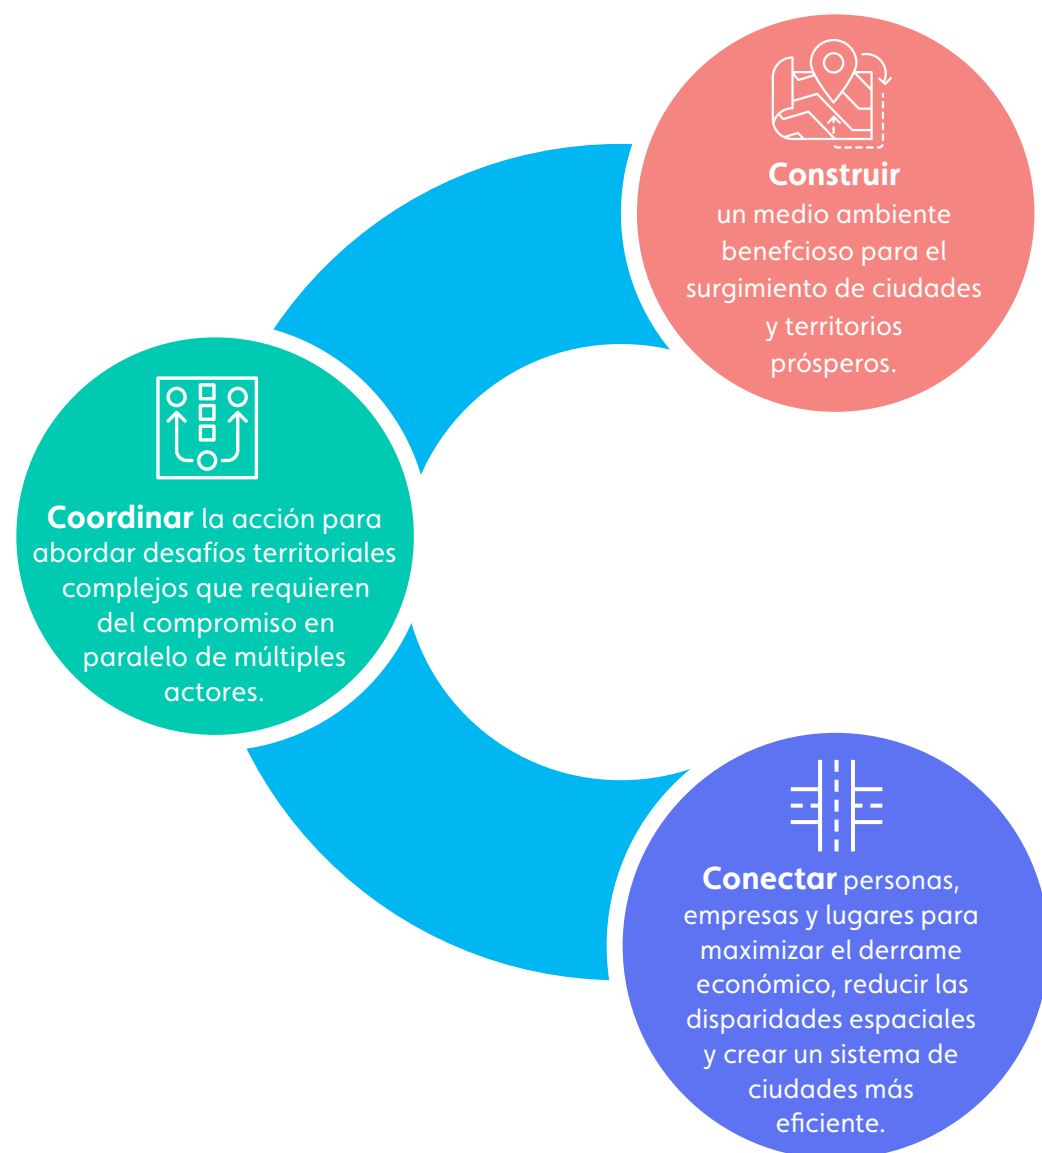 Construir
un medio ambiente
benefcioso para el
surgimiento de ciudades
y territorios
prósperos.
Coordinar la acción para
abordar desafíos territoriales
complejos que requieren
del compromiso en
paralelo de múltiples
actores.
Conectar personas,
empresas y lugares para
maximizar el derrame
económico, reducir las
disparidades espaciales
y crear un sistema de
ciudades más
eficiente.